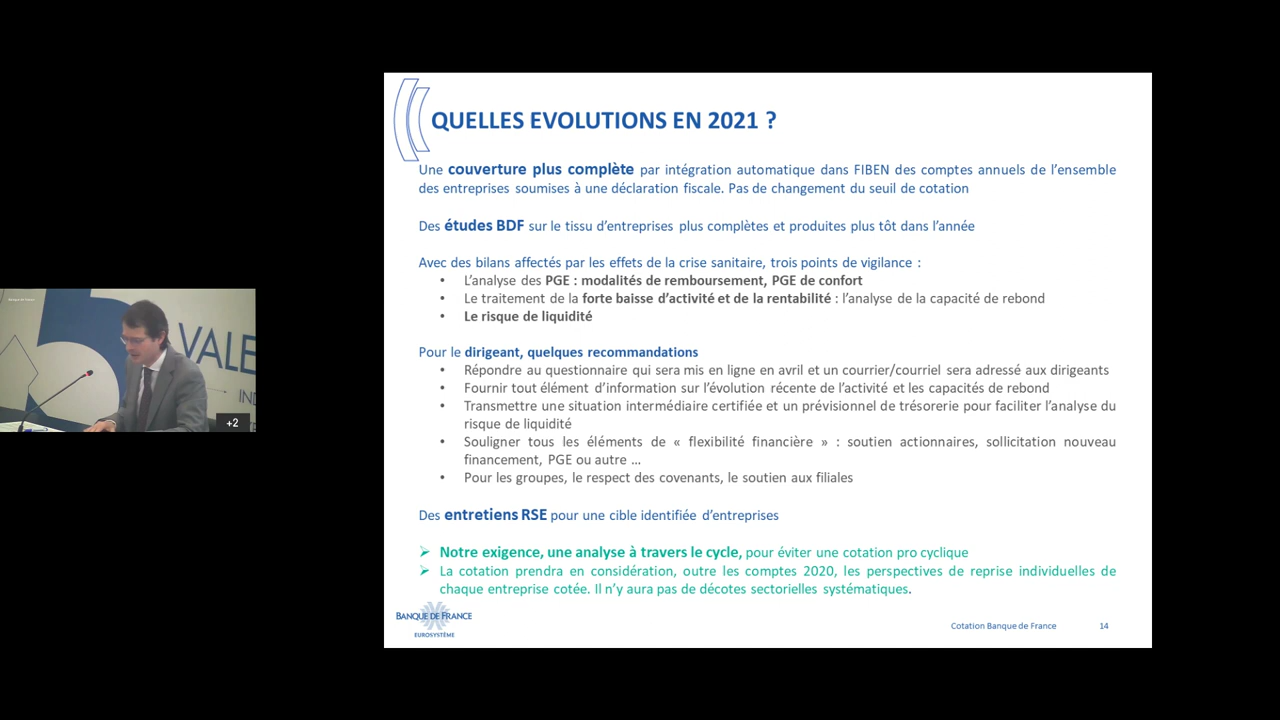 QUELLES EVOLUTIONS EN 2021 ?
Une couverture plus complète par intégration automatique dans FIBEN des comptes annuels de l’ensemble
des entreprises soumises à une déclaration fiscale. Pas de changement du seuil de cotation
Des études BDF sur le tissu d’entreprises plus complètes et produites plus tôt dans l’année
Avec des bilans affectés par les effets de la crise sanitaire, trois points de vigilance :
• L’analyse des PGE : modalités de remboursement, PGE de confort
• Le traitement de la forte baisse d’activité et de la rentabilité : l’analyse de la capacité de rebond
• Le risque de liquidité
Pour le dirigeant, quelques recommandations
• Répondre au questionnaire qui sera mis en ligne en avril et un courrier/courriel sera adressé aux dirigeants
• Fournir tout élément d’information sur l’évolution récente de l’activité et les capacités de rebond
• Transmettre une situation intermédiaire certifiée et un prévisionnel de trésorerie pour faciliter l’analyse du
risque de liquidité
• Souligner tous les éléments de « flexibilité financière » : soutien actionnaires, sollicitation nouveau
financement, PGE ou autre …
• Pour les groupes, le respect des covenants, le soutien aux filiales
Des entretiens RSE pour une cible identifiée d’entreprises
➢ Notre exigence, une analyse à travers le cycle, pour éviter une cotation pro cyclique
➢ La cotation prendra en considération, outre les comptes 2020, les perspectives de reprise individuelles de
chaque entreprise cotée. Il n’y aura pas de décotes sectorielles systématiques.
BANQUE DE FRANCE
EUROSYSTÈME
Cotation Banque de France 14
5 VALE
IND
+2